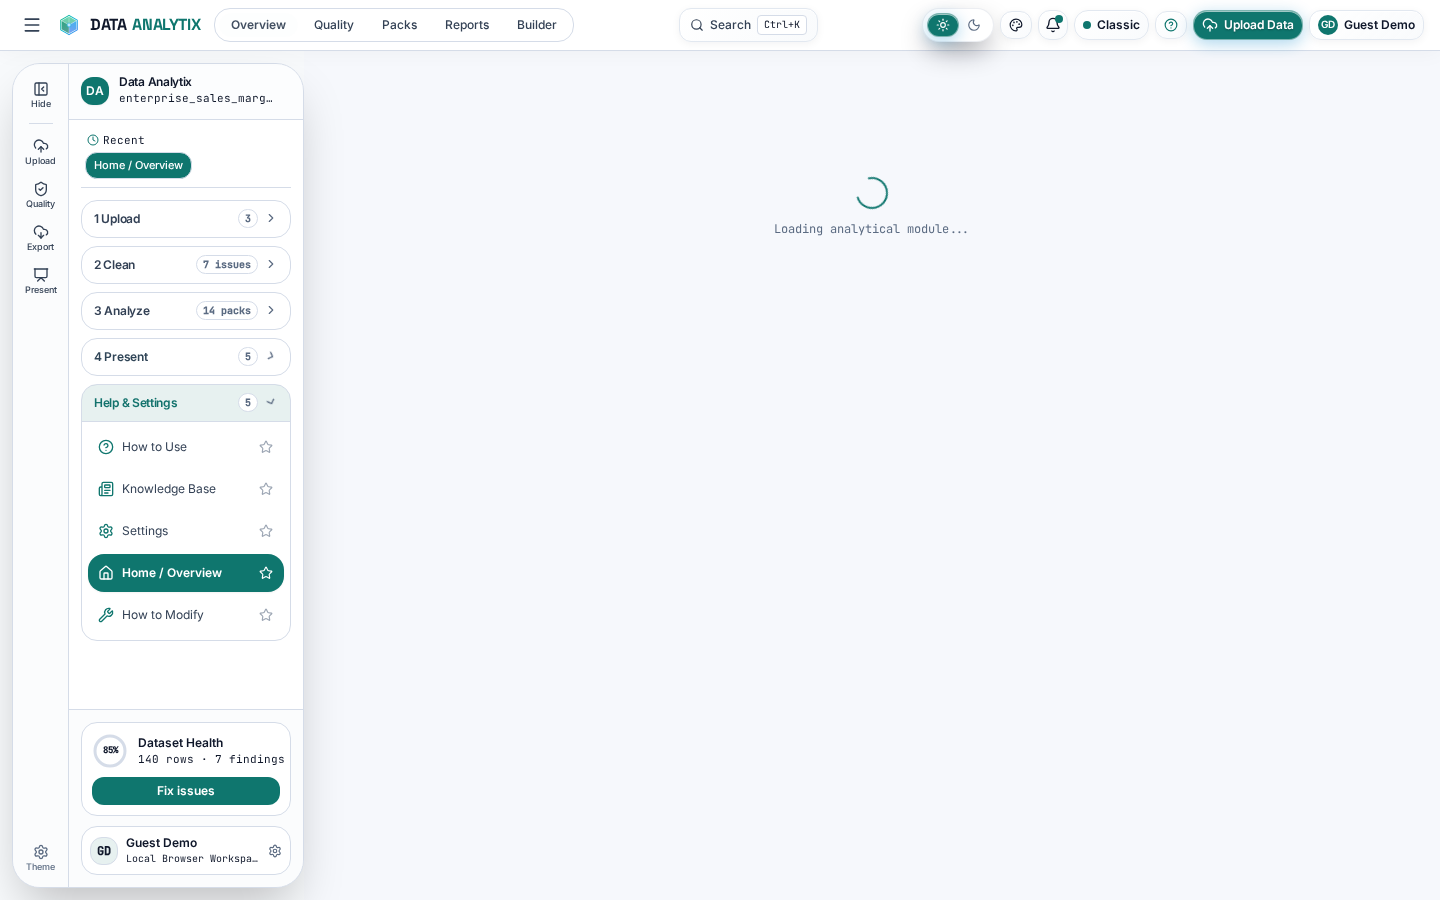 DATA ANALYTIX
Overview
Quality
Packs
Reports
Builder
Search
Ctrl+K
Classic
Upload Data
GD
Guest Demo
Hide
Upload
Quality
Export
Present
Theme
DA
Data Analytix
enterprise_sales_marg…
Recent
Home / Overview
1 Upload
3
2 Clean
7 issues
3 Analyze
14 packs
4 Present
5
Help & Settings
5
How to Use
Knowledge Base
Settings
Home / Overview
How to Modify
85%
Dataset Health
140 rows · 7 findings
Fix issues
GD
Guest Demo
Local Browser Workspa…
Loading analytical module...